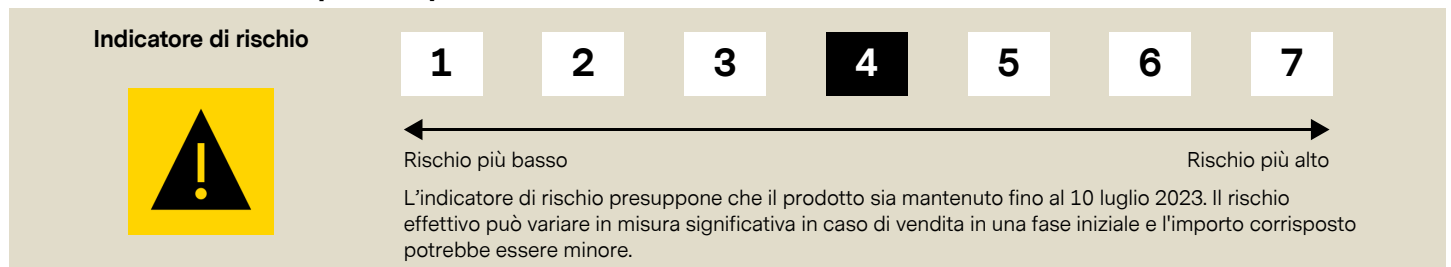 Indicatore di rischio
1 2 3 4 5 6 7
Rischio più basso Rischio più alto
L'indicatore di rischio presuppone che il prodotto sia mantenuto fino al 10 luglio 2023. Il rischio
effettivo può variare in misura significativa in caso di vendita in una fase iniziale e l'importo corrisposto
potrebbe essere minore.